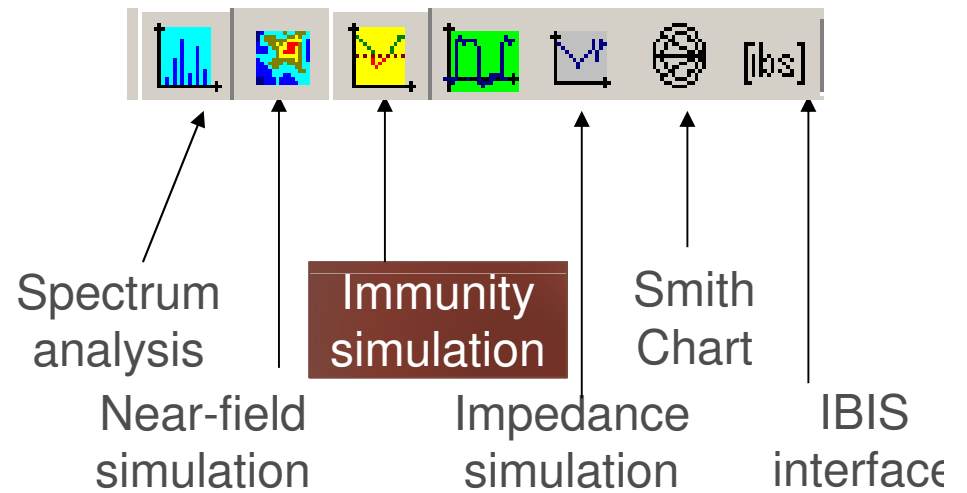 [ibs]
Spectrum
analysis
Immunity
simulation
Smith
Chart
Near-field
simulation
Impedance
simulation
IBIS
interface